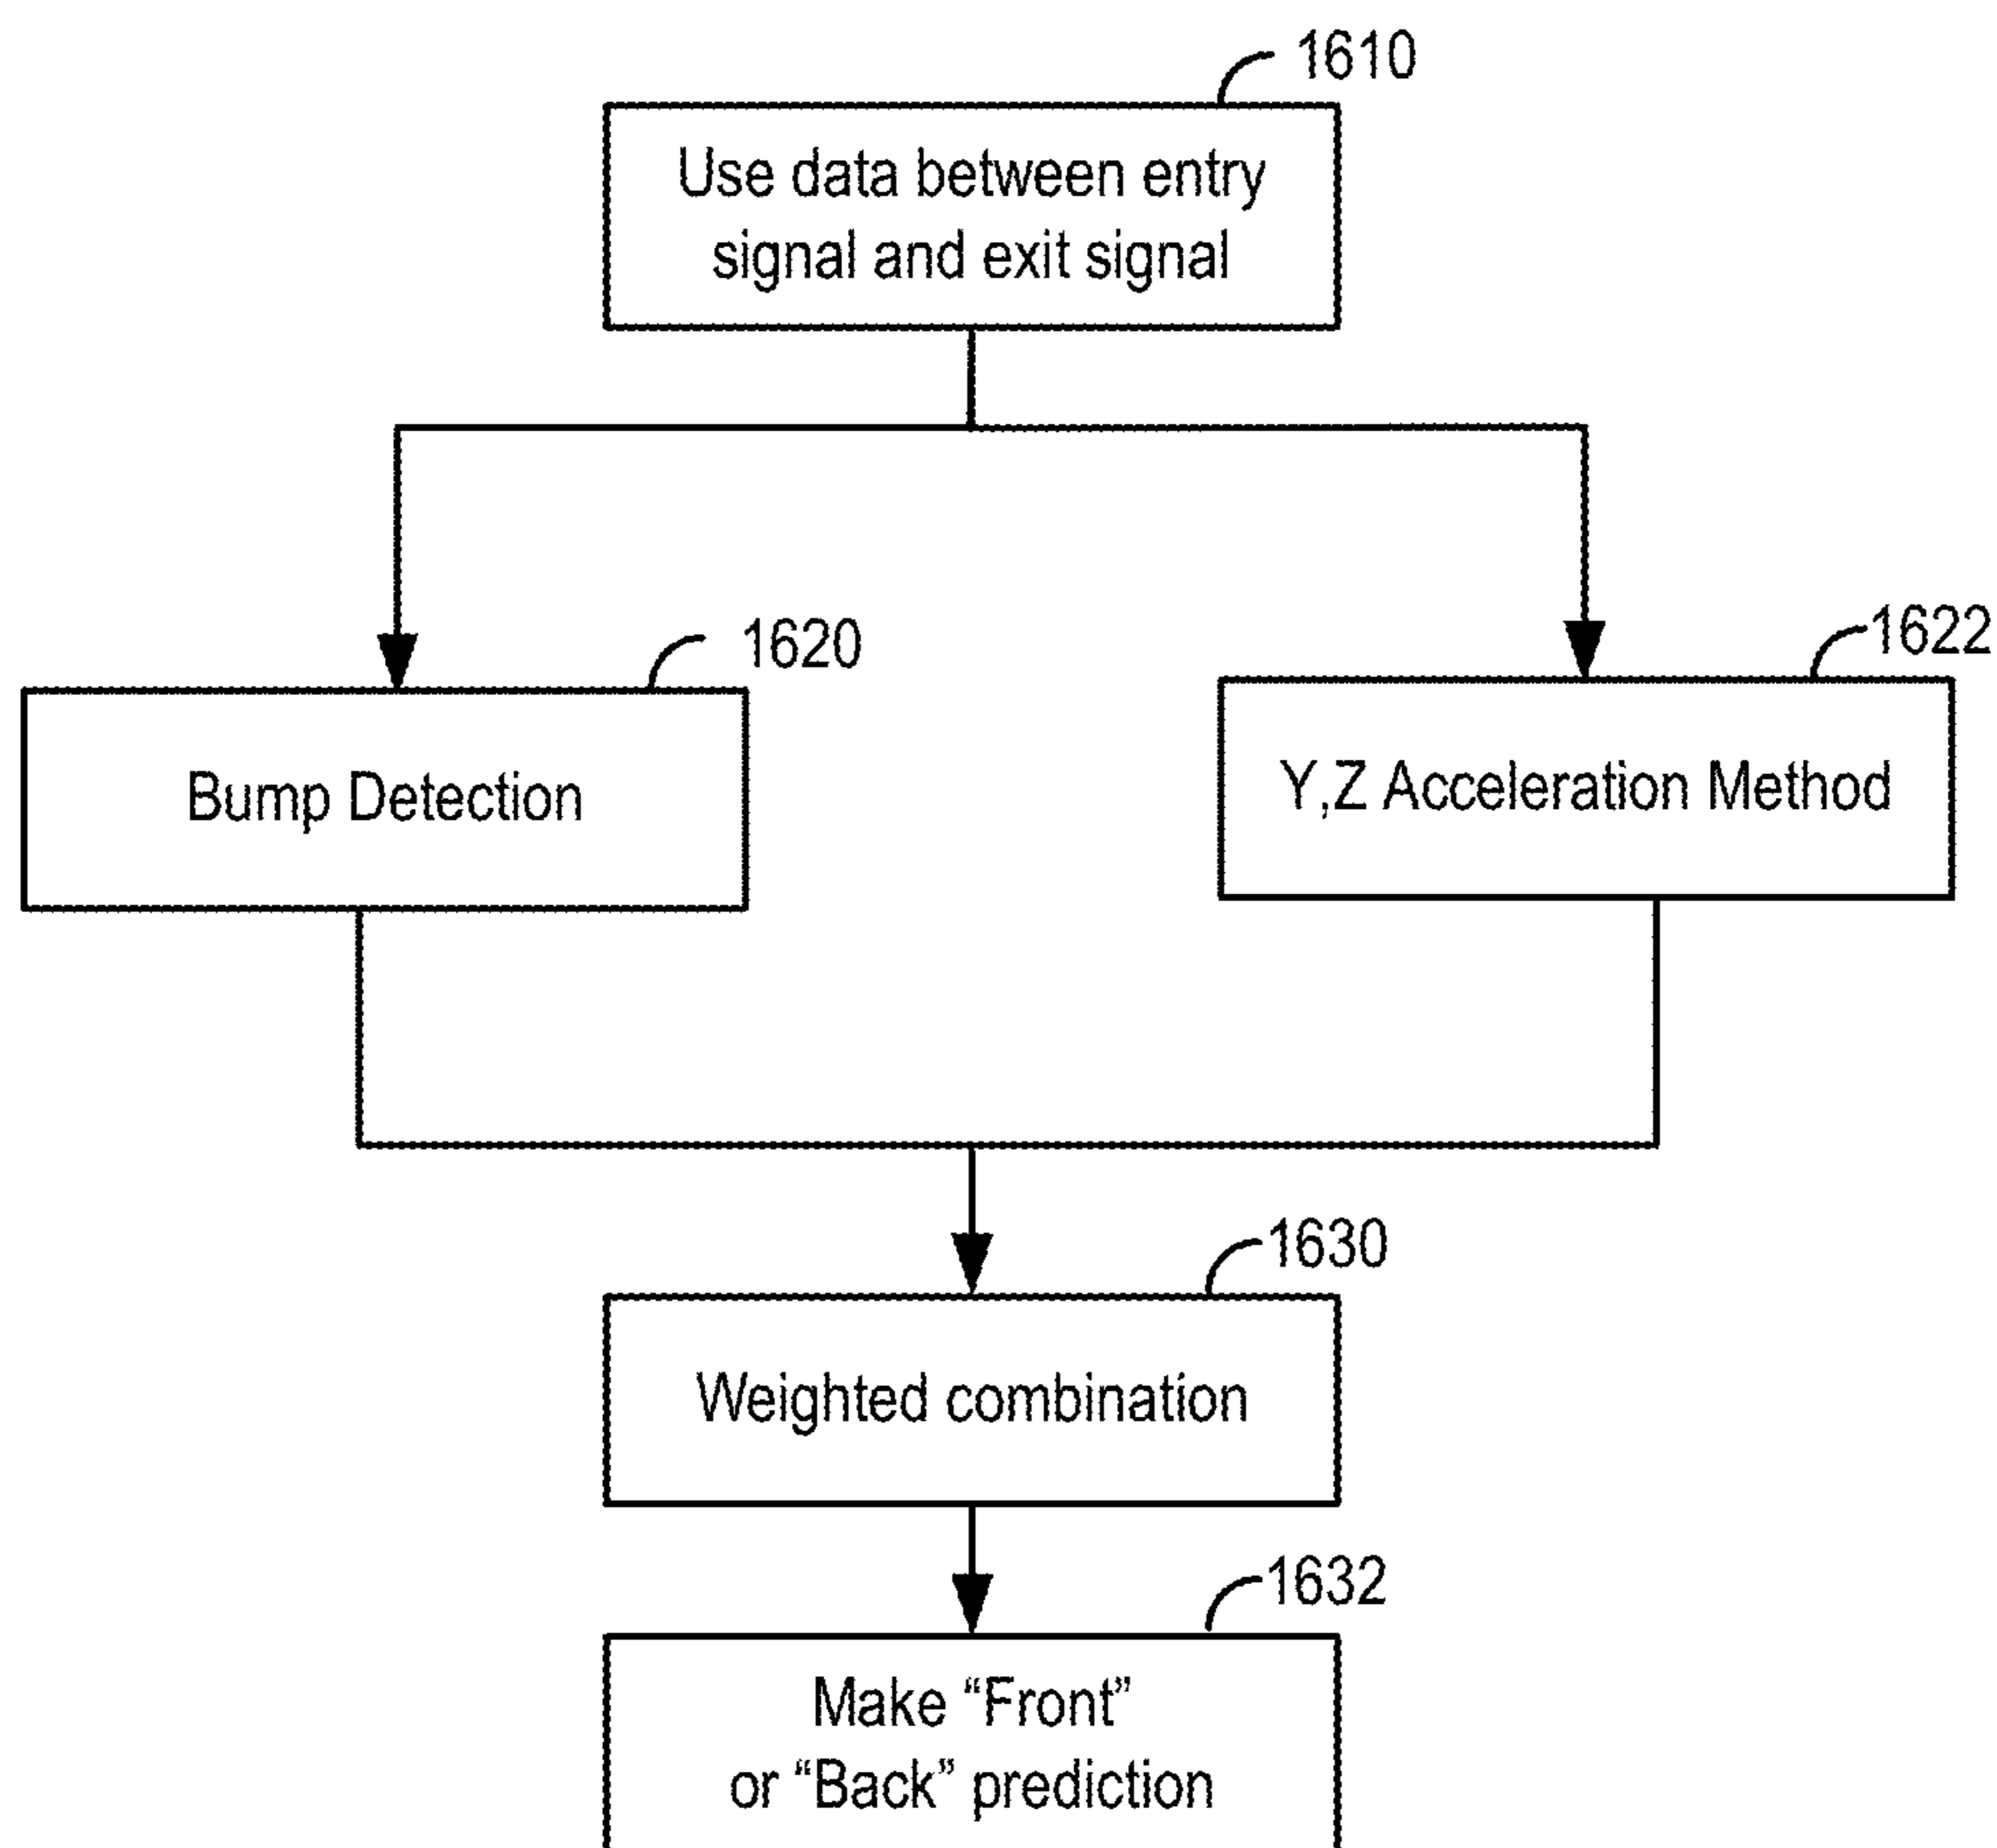 1610
Use data between entry
signal and exit signal
1620
1622
Bump Detection
Y,Z Acceleration Method
1630
Weighted combination
1632
Make “Front”
or “Back” prediction